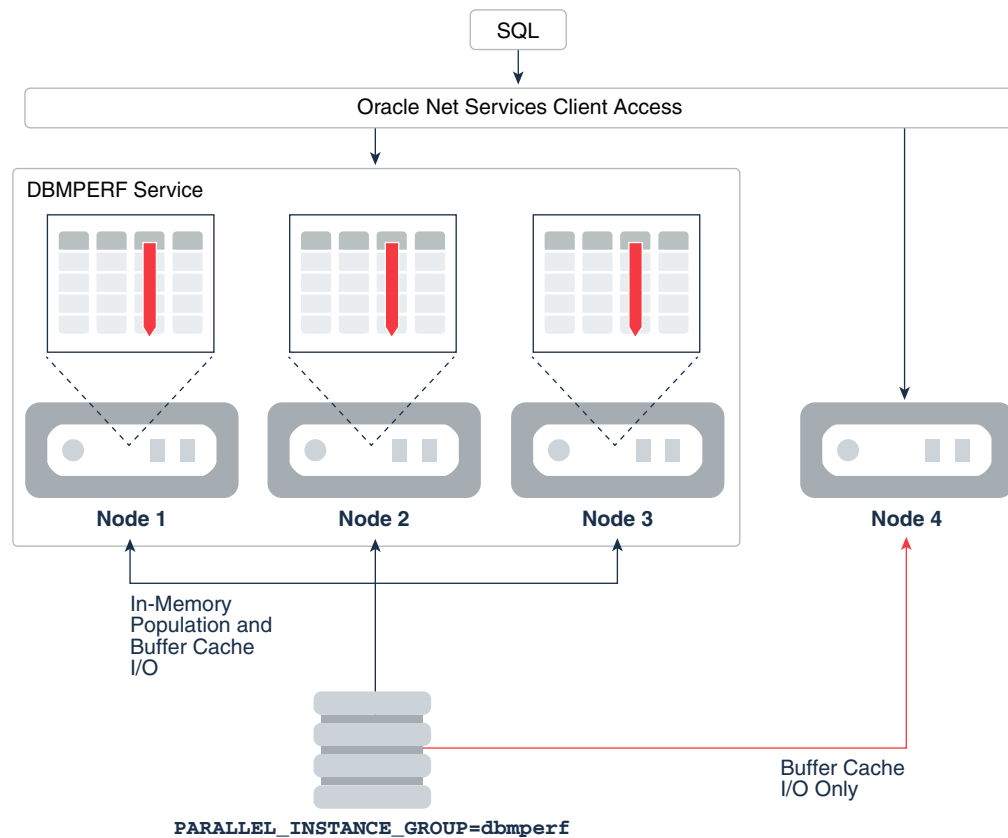 SQL
Oracle Net Services Client Access
DBMPERF Service
Node 1
Node 2
Node 3
Node 4
In-Memory
Population and
Buffer Cache
I/O
Buffer Cache
I/O Only
PARALLEL_INSTANCE_GROUP=dbmperf